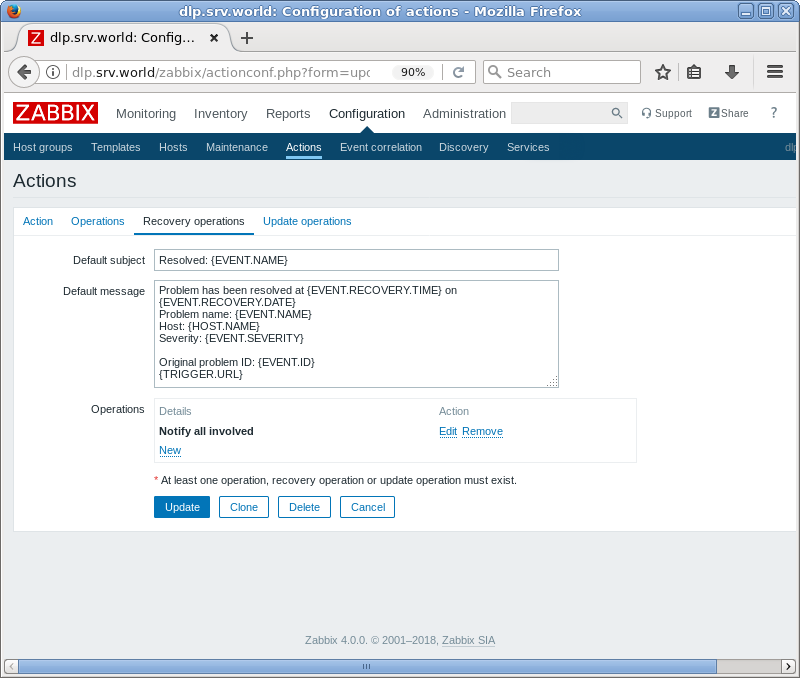 dlp.srv.world: Configuration of actions - Mozilla Firefox
Z dlp.srv.world: Config...
dlp.srv.world/zabbix/actionconf.php?form=upd 90% Search
ZABBIX Monitoring Inventory Reports Configuration Administration Support Z Share ?
Host groups Templates Hosts Maintenance Actions Event correlation Discovery Services dlp
Actions
Action Operations Recovery operations Update operations
Default subject Resolved: {EVENT.NAME}
Default message Problem has been resolved at {EVENT.RECOVERY.TIME} on
{EVENT.RECOVERY.DATE}
Problem name: {EVENT.NAME}
Host: {HOST.NAME}
Severity: {EVENT.SEVERITY}
Original problem ID: {EVENT.ID}
{TRIGGER.URL}
Operations Details Action
Notify all involved Edit Remove
New
* At least one operation, recovery operation or update operation must exist.
Update Clone Delete Cancel
Zabbix 4.0.0. © 2001–2018, Zabbix SIA